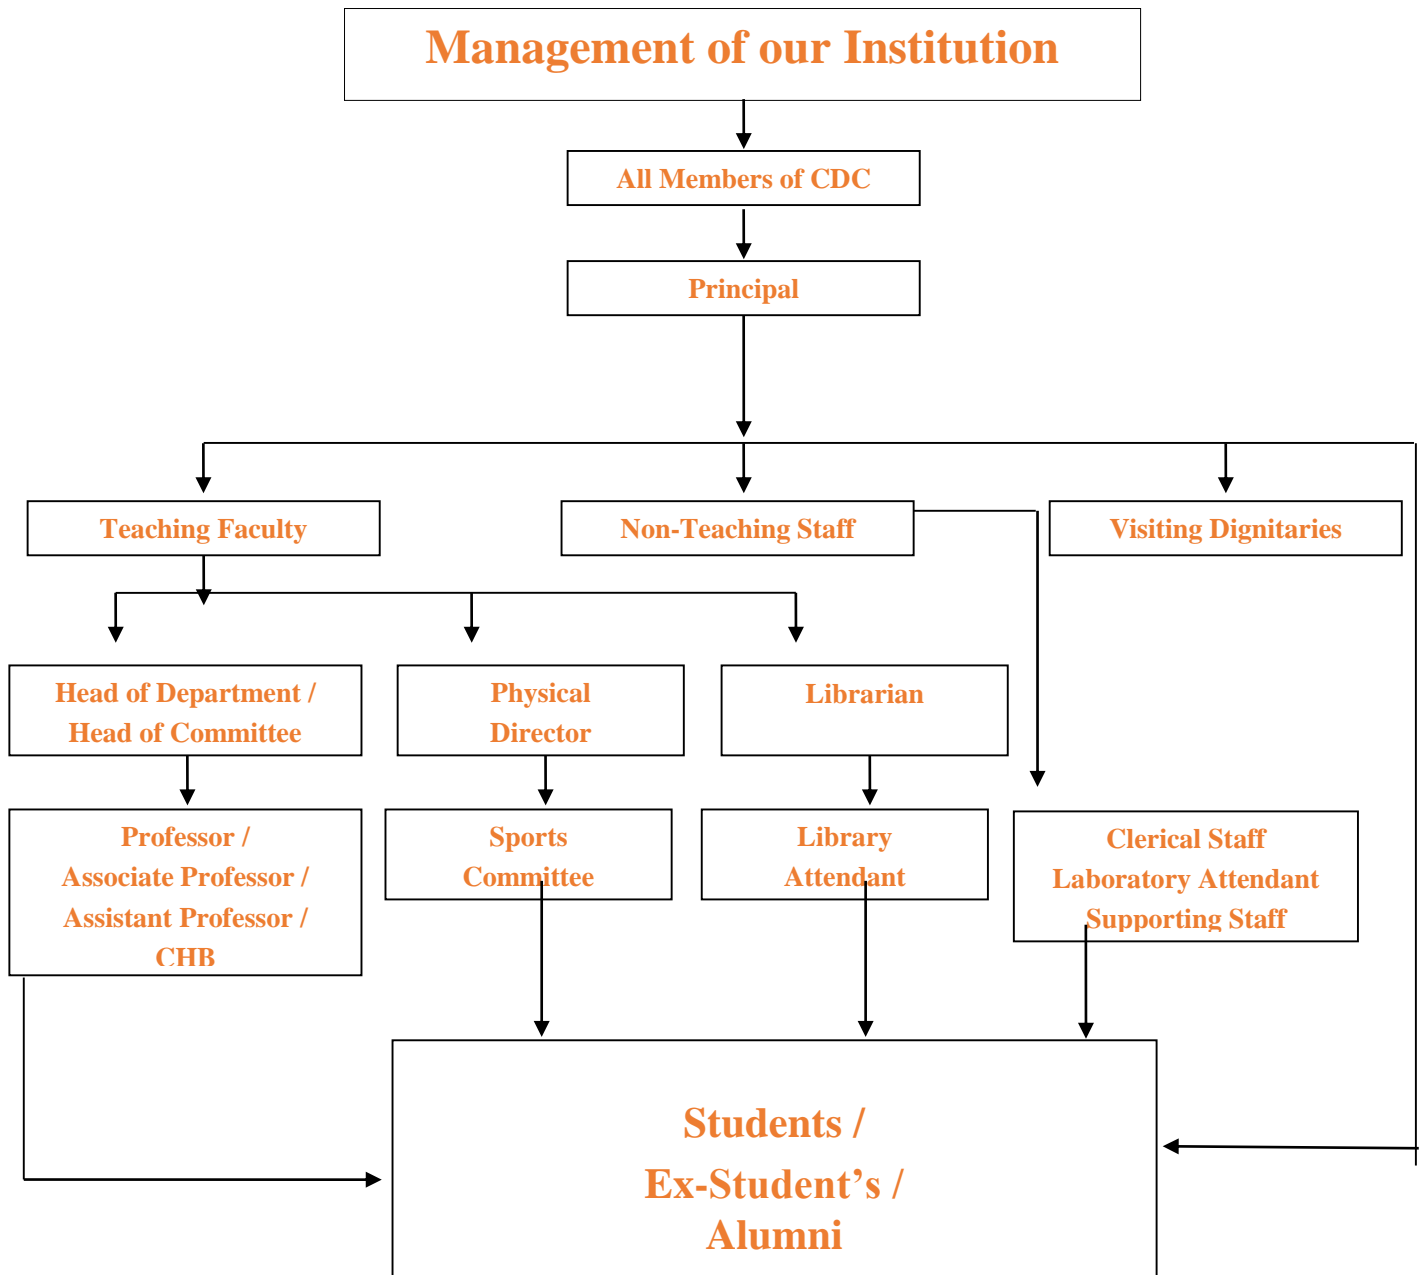 Management of our Institution
All Members of CDC
Principal
Teaching Faculty
Non-Teaching Staff
Visiting Dignitaries
Head of Department /
Head of Committee
Physical
Director
Librarian
Professor /
Associate Professor /
Assistant Professor /
CHB
Sports
Committee
Library
Attendant
Clerical Staff
Laboratory Attendant
Supporting Staff
Students /
Ex-Student’s /
Alumni